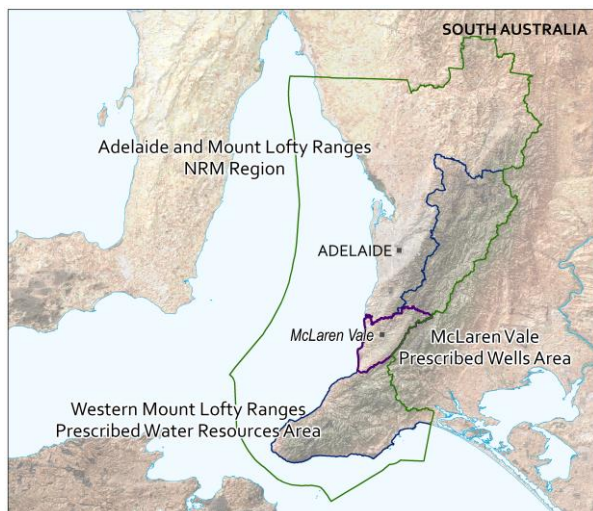 SOUTH AUSTRALIA
Adelaide and Mount Lofty Ranges
NRM Region
ADELAIDE
McLaren Vale
McLaren Vale
Prescribed Wells Area
Western Mount Lofty Ranges
Prescribed Water Resources Area